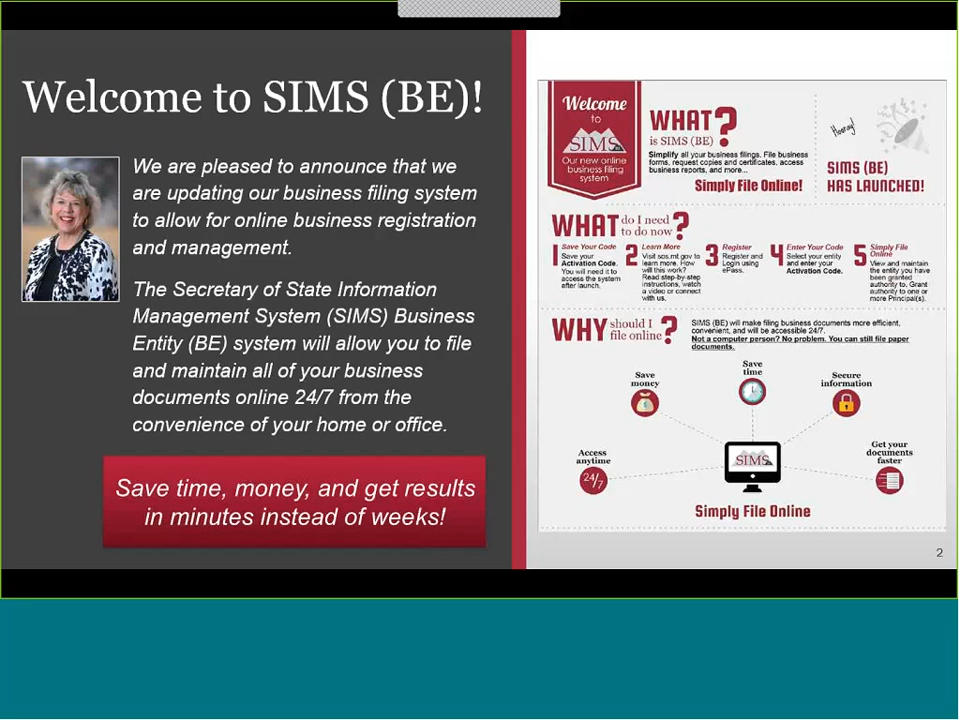 Welcome to SIMS (BE)!
We are pleased to announce that we
are updating our business filing system
to allow for online business registration
and management.
The Secretary of State Information
Management System (SIMS) Business
Entity (BE) system will allow you to file
and maintain all of your business
documents online 24/7 from the
convenience of your home or office.
Save time, money, and get results
in minutes instead of weeks!
Welcome
to
SIMS
Our new online
business filing
system
WHAT?
is SIMS (BE)
Simplify all your business filings. File business
forms, request copies and certificates, access
business reports, and more...
Simply File Online!
Hooray!
SIMS (BE)
HAS LAUNCHED!
WHAT do I need
to do now?
1 Save Your Code
Save your
Activation Code.
You will need it to
access the system
after launch.
2 Learn More
Visit sos.mt.gov to
learn more. How
will this work?
Read step-by-step
instructions, watch
a video or connect
with us.
3 Register
Register and
Login using
ePass.
4 Enter Your Code
Select your entity
and enter your
Activation Code.
5 Simply File
Online
View and maintain
the entity you have
been granted
authority to. Grant
authority to one or
more Principal(s).
WHY should I
file online?
SIMS (BE) will make filing business documents more efficient,
convenient, and will be accessible 24/7.
Not a computer person? No problem. You can still file paper
documents.
Save
money
Save
time
Secure
information
Access
anytime
24/7
SIMS
Get your
documents
faster
Simply File Online
2